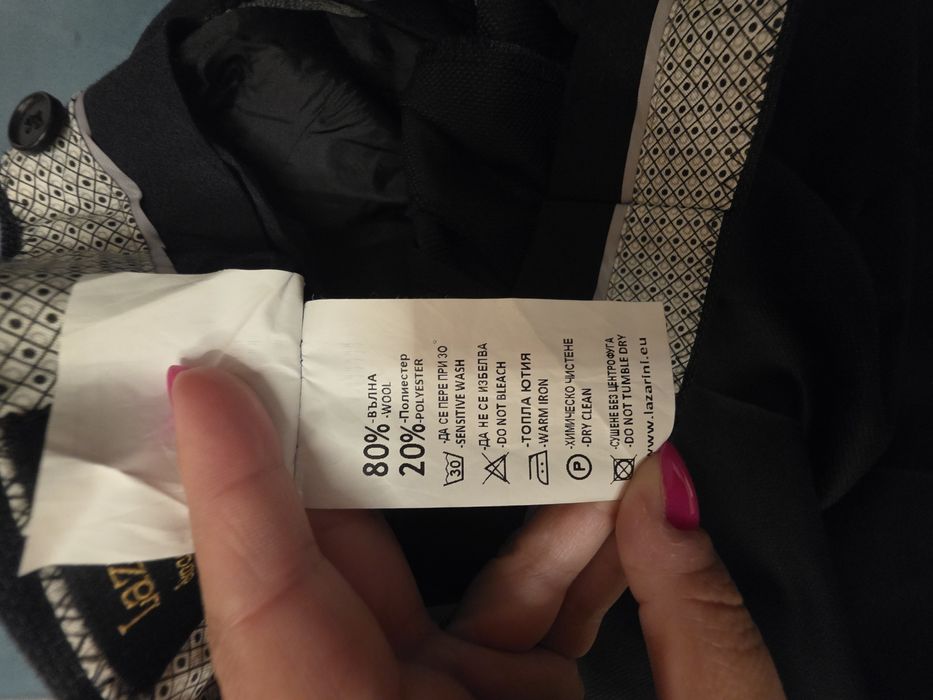 80%-ВЪЛНА
-WOOL
20%-Полиестер
-POLYESTER
30 -ДА СЕ ПЕРЕ ПРИ 30°
-SENSITIVE WASH
-ДА НЕ СЕ ИЗБЕЛВА
-DO NOT BLEACH
-ТОПЛА ЮТИЯ
-WARM IRON
P -ХИМИЧЕСКО ЧИСТЕНЕ
-DRY CLEAN
-СУШЕНЕ БЕЗ ЦЕНТРОФУГА
-DO NOT TUMBLE DRY
www.lazarini.eu